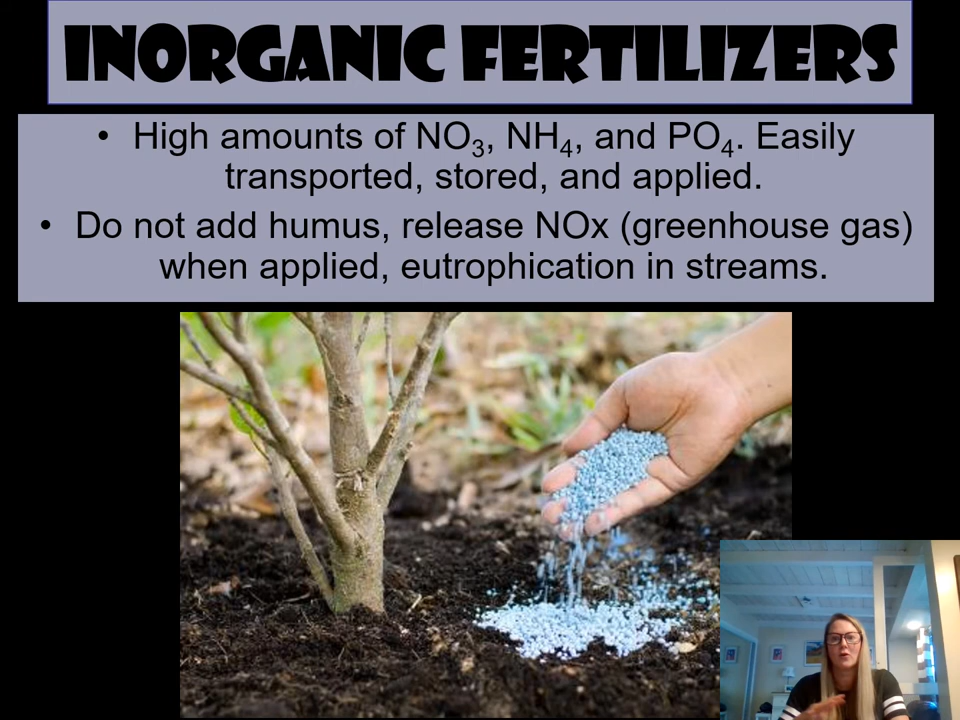 INORGANIC FERTILIZERS
• High amounts of NO₃, NH₄, and PO₄. Easily
transported, stored, and applied.
• Do not add humus, release NOx (greenhouse gas)
when applied, eutrophication in streams.